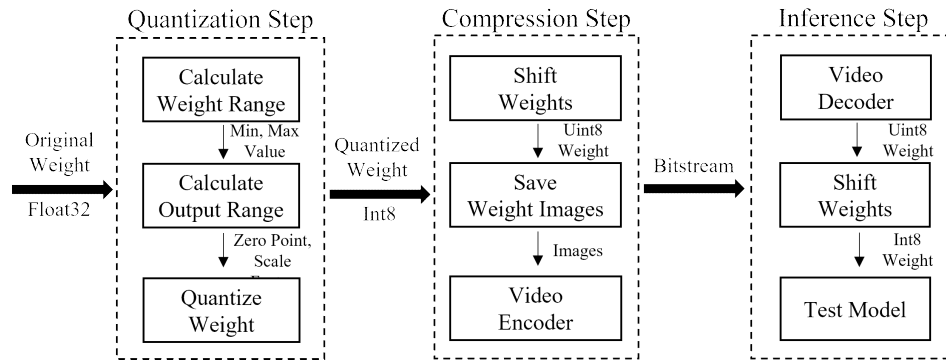 Quantization Step
Calculate
Weight Range
Min, Max
Value
Original
Weight
Float32
Calculate
Output Range
Zero Point,
Scale
Quantize
Weight
Quantized
Weight
Int8
Compression Step
Shift
Weights
Uint8
Weight
Save
Weight Images
Images
Video
Encoder
Bitstream
Inference Step
Video
Decoder
Uint8
Weight
Shift
Weights
Int8
Weight
Test Model